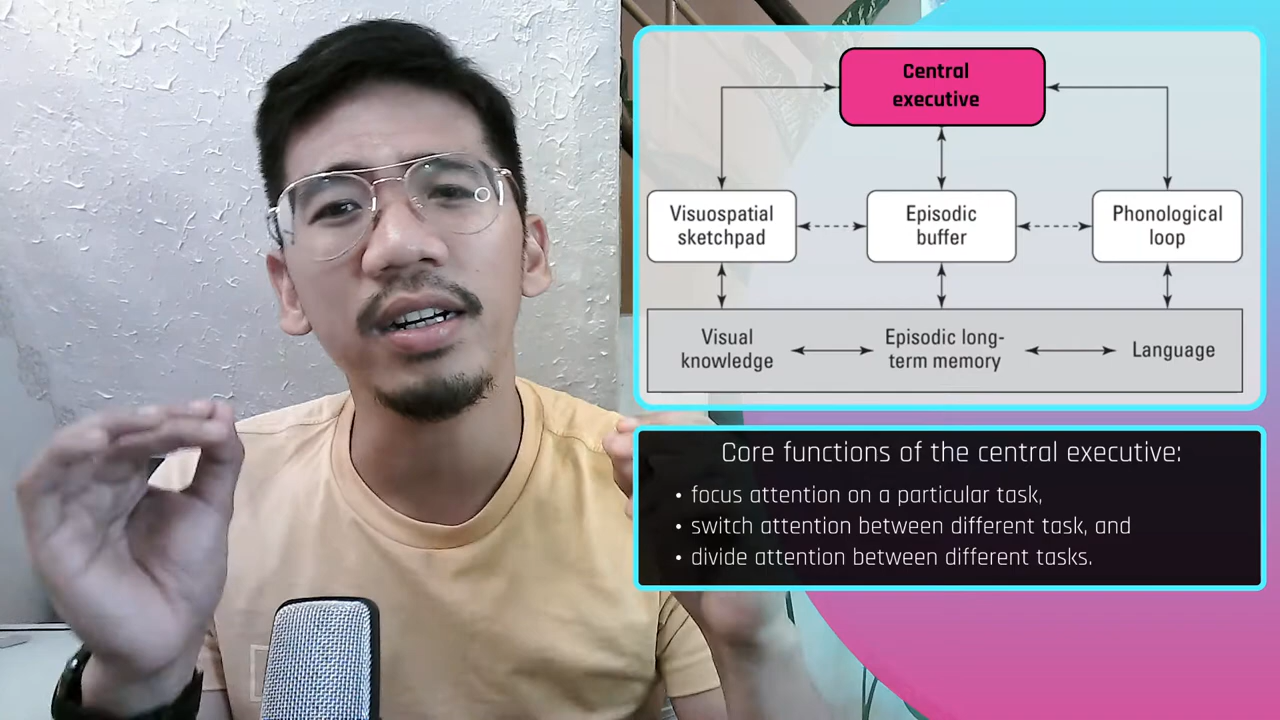 Central
executive
Visuospatial
sketchpad
Episodic
buffer
Phonological
loop
Visual
knowledge
Episodic long-
term memory
Language
Core functions of the central executive:
• focus attention on a particular task,
• switch attention between different task, and
• divide attention between different tasks.